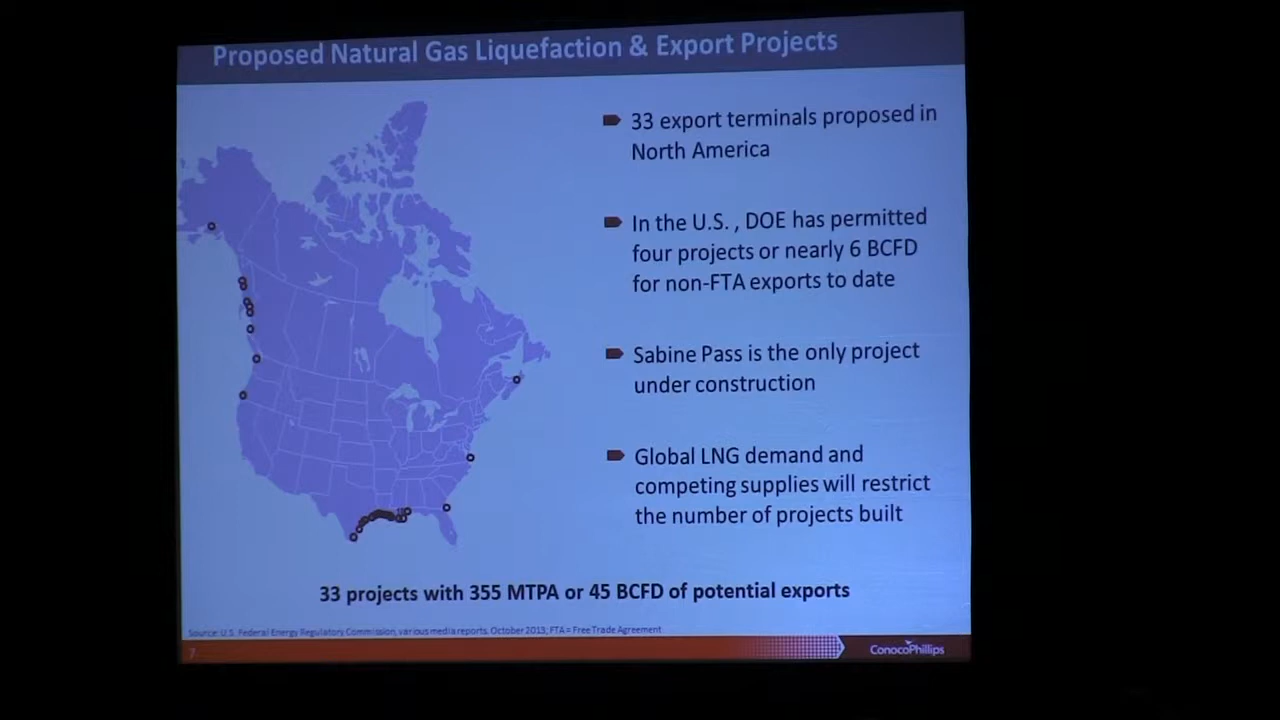 Proposed Natural Gas Liquefaction & Export Projects
33 export terminals proposed in
North America
In the U.S. , DOE has permitted
four projects or nearly 6 BCFD
for non-FTA exports to date
Sabine Pass is the only project
under construction
Global LNG demand and
competing supplies will restrict
the number of projects built
33 projects with 355 MTPA or 45 BCFD of potential exports
Source: U.S. Federal Energy Regulatory Commission, various media reports, October 2013; FTA = Free Trade Agreement
7
ConocoPhillips